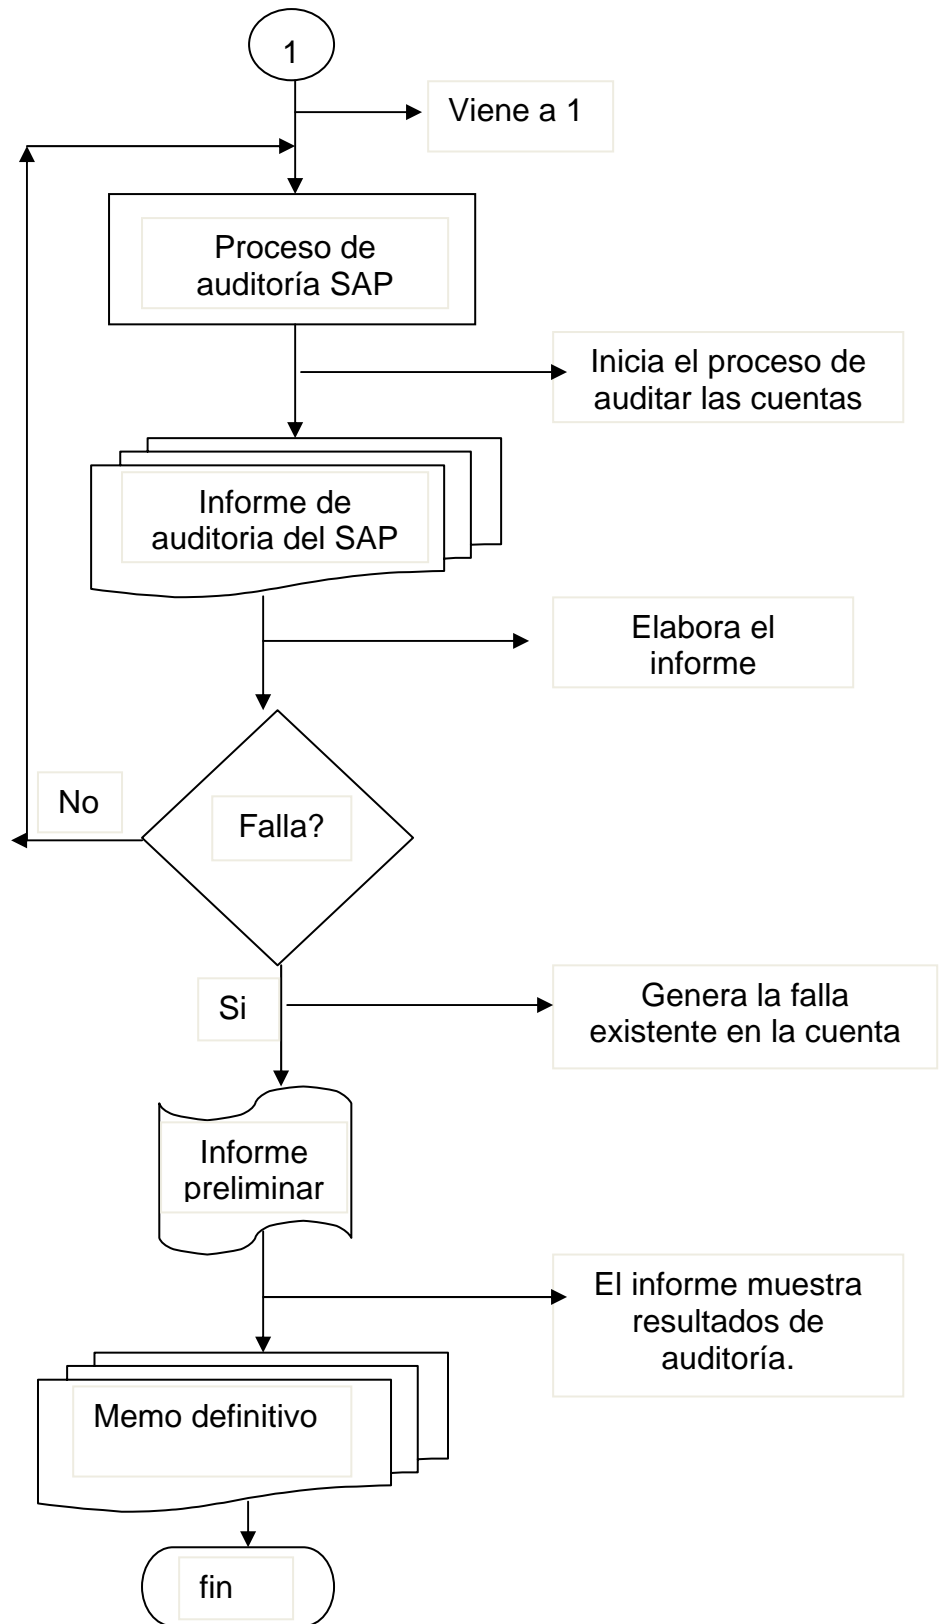 1
Viene a 1
Proceso de
auditoría SAP
Inicia el proceso de
auditar las cuentas
Informe de
auditoria del SAP
Elabora el
informe
No
Falla?
Si
Genera la falla
existente en la cuenta
Informe
preliminar
El informe muestra
resultados de
auditoría.
Memo definitivo
fin